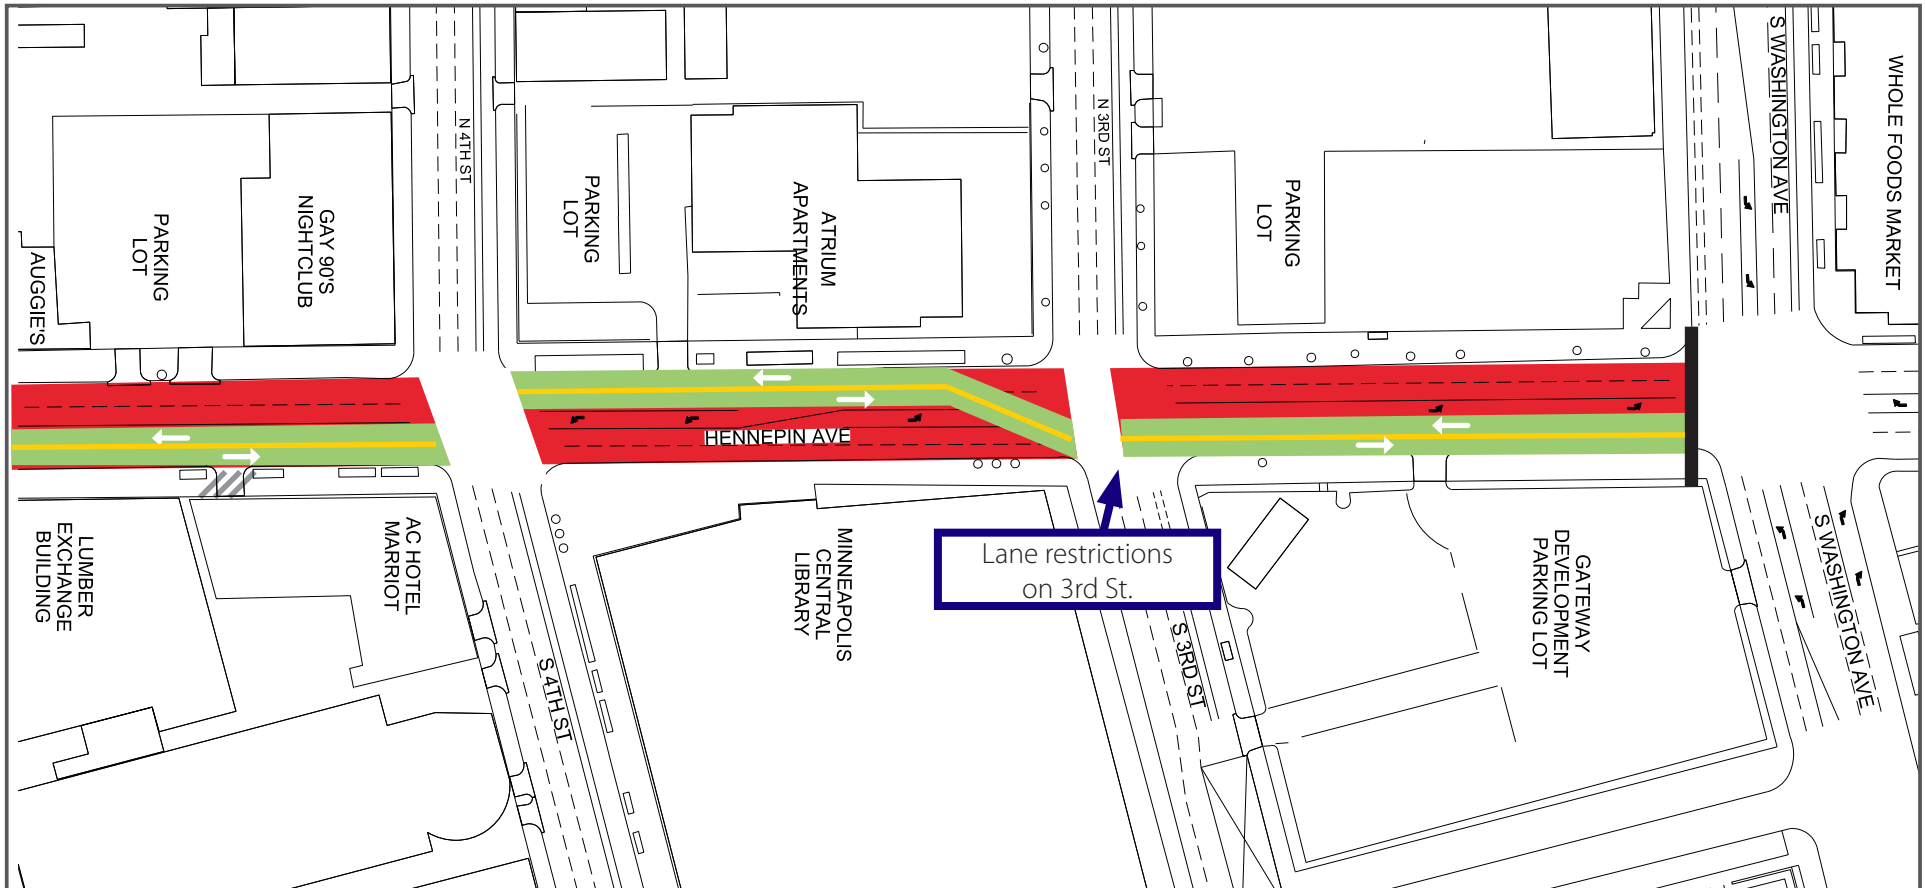 AUGGIE'S
PARKING
LOT
GAY 90'S
NIGHTCLUB
N 4TH ST
PARKING
LOT
ATRIUM
APARTMENTS
N 3RD ST
PARKING
LOT
S WASHINGTON AVE
WHOLE FOODS MARKET
HENNEPIN AVE
LUMBER
EXCHANGE
BUILDING
AC HOTEL
MARRIOT
S 4TH ST
MINNEAPOLIS
CENTRAL
LIBRARY
Lane restrictions
on 3rd St.
S 3RD ST
GATEWAY
DEVELOPMENT
PARKING LOT
S WASHINGTON AVE